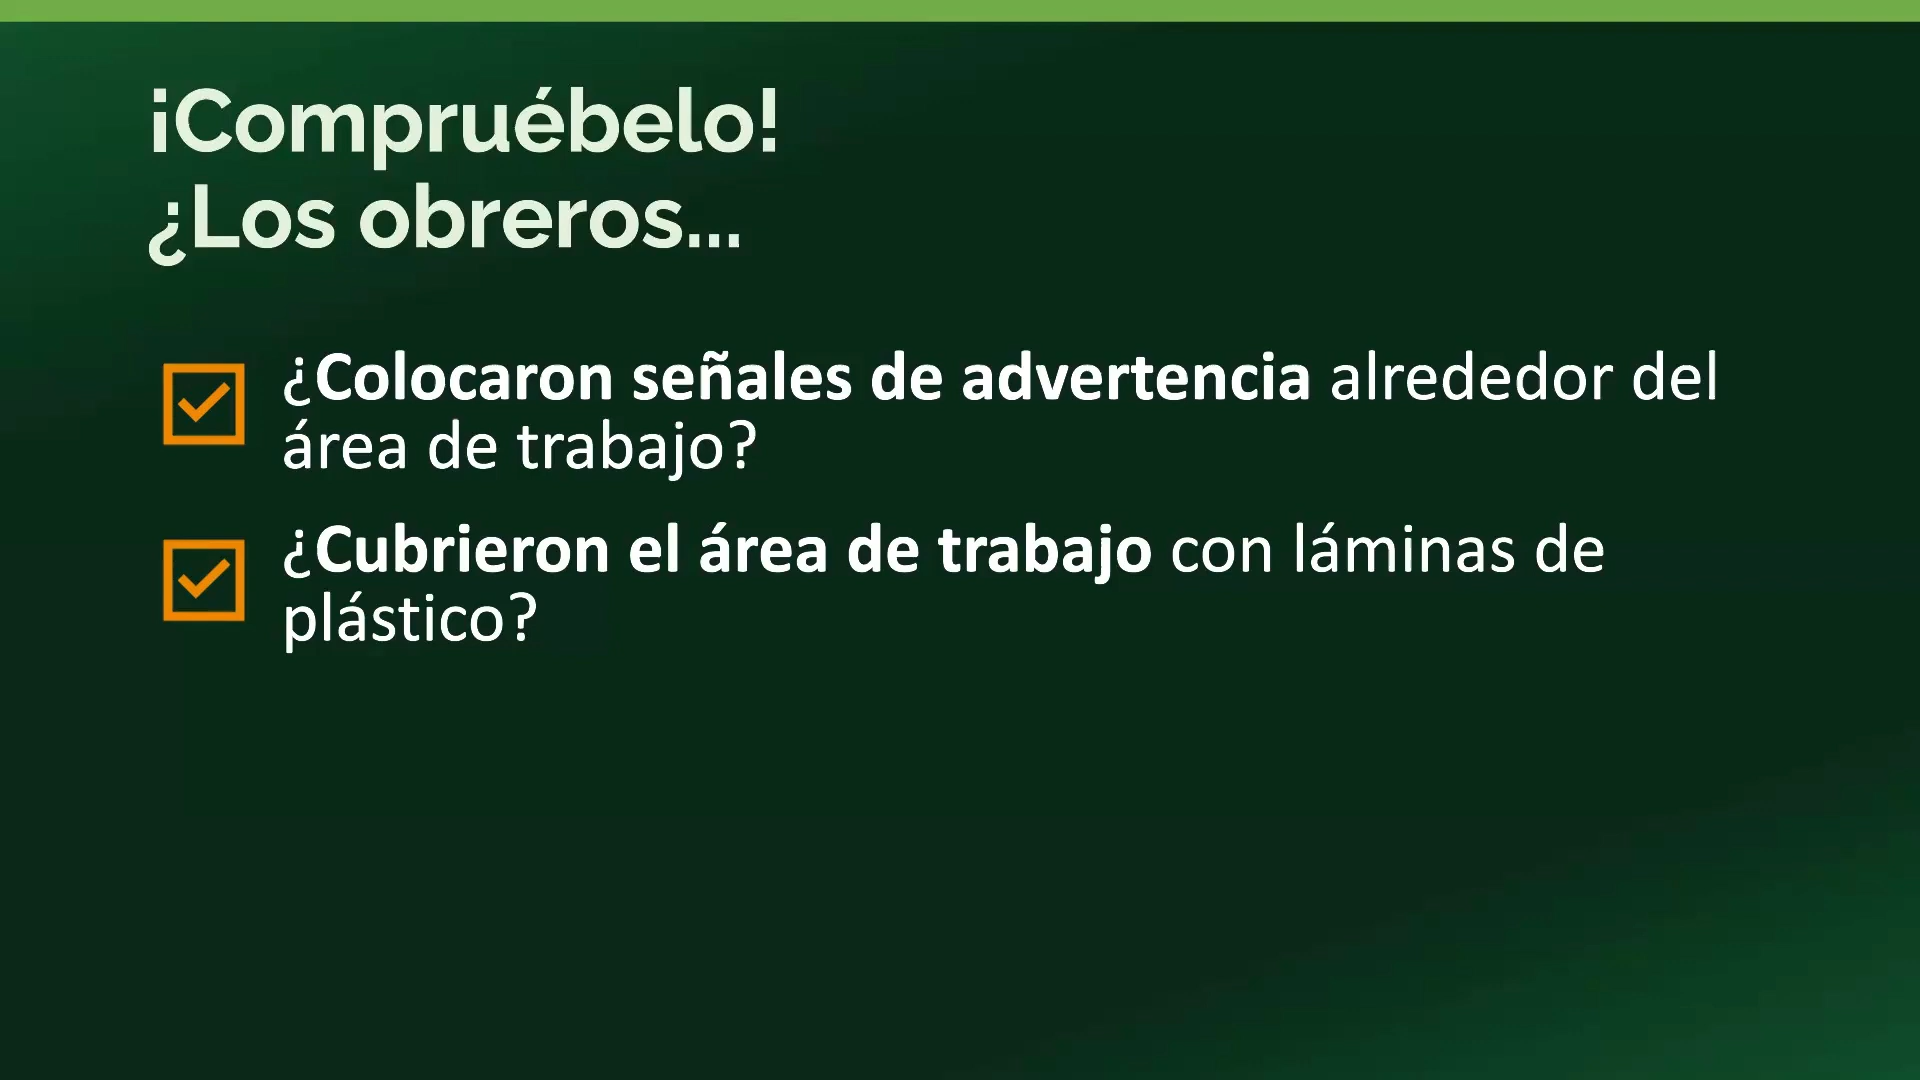 ¡Compruébelo!
¿Los obreros...
¿Colocaron señales de advertencia alrededor del
área de trabajo?
¿Cubrieron el área de trabajo con láminas de
plástico?